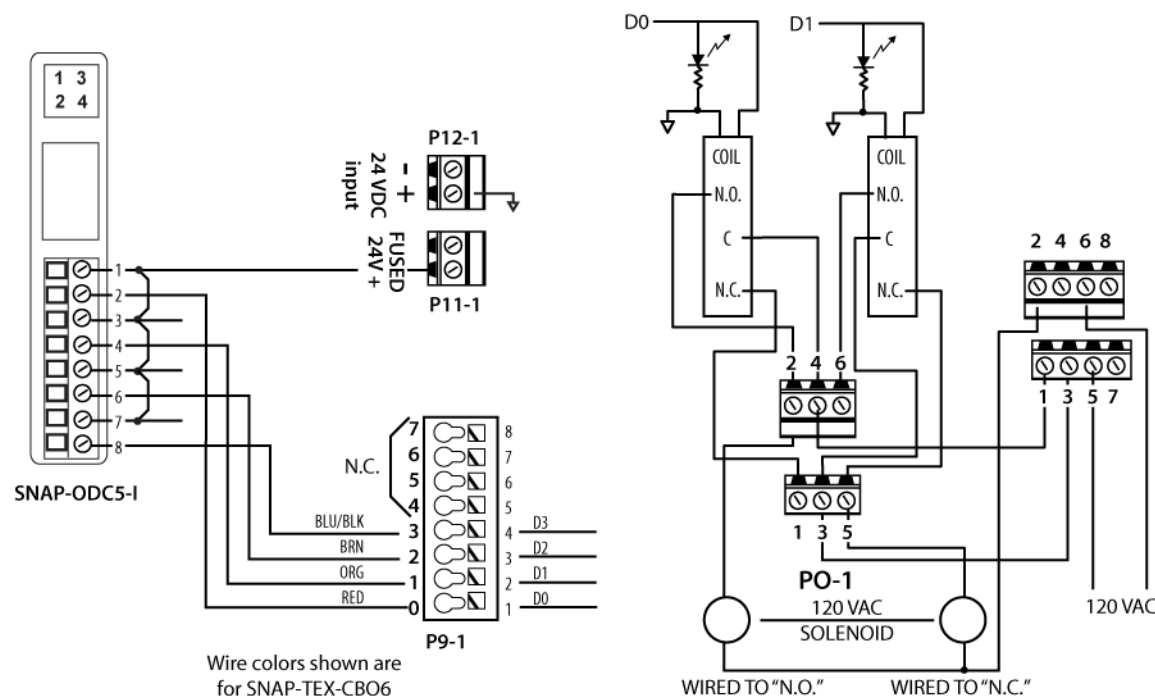 1 3
2 4
1
2
3
4
5
6
7
8
SNAP-ODC5-I
P12-1
- +
24 VDC
input
FUSED
24V +
P11-1
N.C.
7
6
5
4
3
2
1
0
8
7
6
5
4
3
2
1
BLU/BLK
BRN
ORG
RED
D3
D2
D1
D0
P9-1
Wire colors shown are
for SNAP-TEX-CBO6
D0
D1
COIL
N.O.
C
N.C.
COIL
N.O.
C
N.C.
2 4 6
1 3 5
PO-1
2 4 6 8
1 3 5 7
120 VAC
SOLENOID
120 VAC
WIRED TO "N.O."
WIRED TO "N.C."